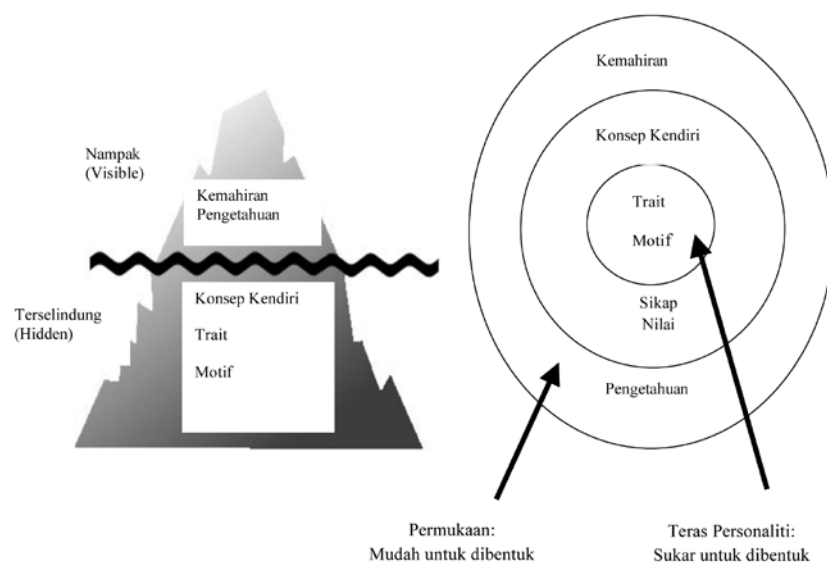 Nampak
(Visible)
Kemahiran
Pengetahuan
Terselindung
(Hidden)
Konsep Kendiri
Trait
Motif
Kemahiran
Konsep Kendiri
Trait
Motif
Sikap
Nilai
Pengetahuan
Permukaan:
Mudah untuk dibentuk
Teras Personaliti:
Sukar untuk dibentuk